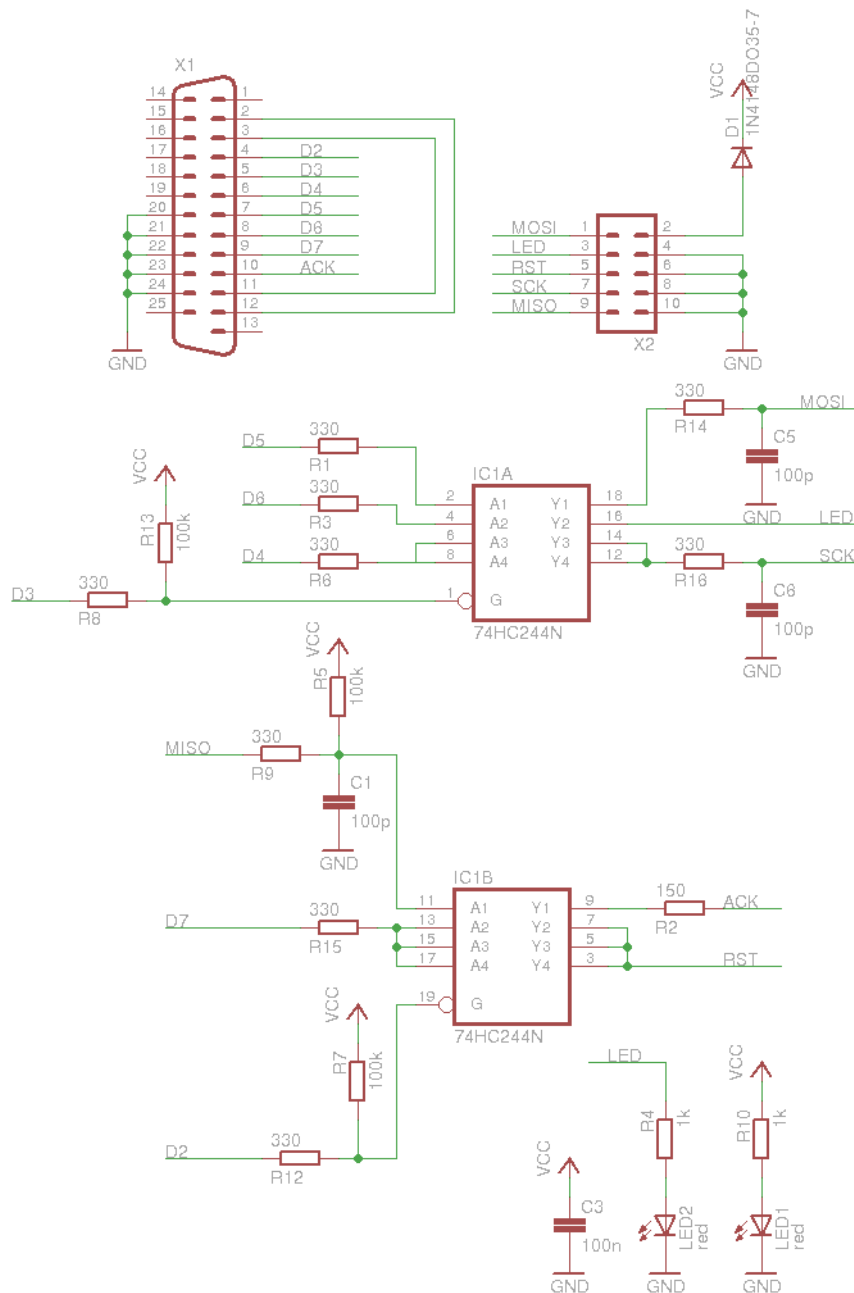 X1
14 1
15 2
16 3
17 4 D2
18 5 D3
19 6 D4
20 7 D5
21 8 D6
22 9 D7
23 10 ACK
24 11
25 12
13
GND
VCC
D1
1N4148DO35-7
MOSI 1 2
LED 3 4
RST 5 6
SCK 7 8
MISO 9 10
X2
GND
330
R14
MOSI
C5
100p
GND
D5
330
R1
D6
330
R3
D4
330
R6
VCC
R13
100k
D3
330
R8
IC1A
2 A1 Y1 18
4 A2 Y2 16
6 A3 Y3 14
8 A4 Y4 12
1 G
74HC244N
LED
330
R16
SCK
C6
100p
GND
VCC
R5
100k
MISO
330
R9
C1
100p
GND
IC1B
11 A1 Y1 9
13 A2 Y2 7
15 A3 Y3 5
17 A4 Y4 3
19 G
74HC244N
D7
330
R15
150
R2
ACK
RST
VCC
R7
100k
D2
330
R12
LED
R4
1k
LED2
red
GND
VCC
R10
1k
LED1
red
GND
VCC
C3
100n
GND